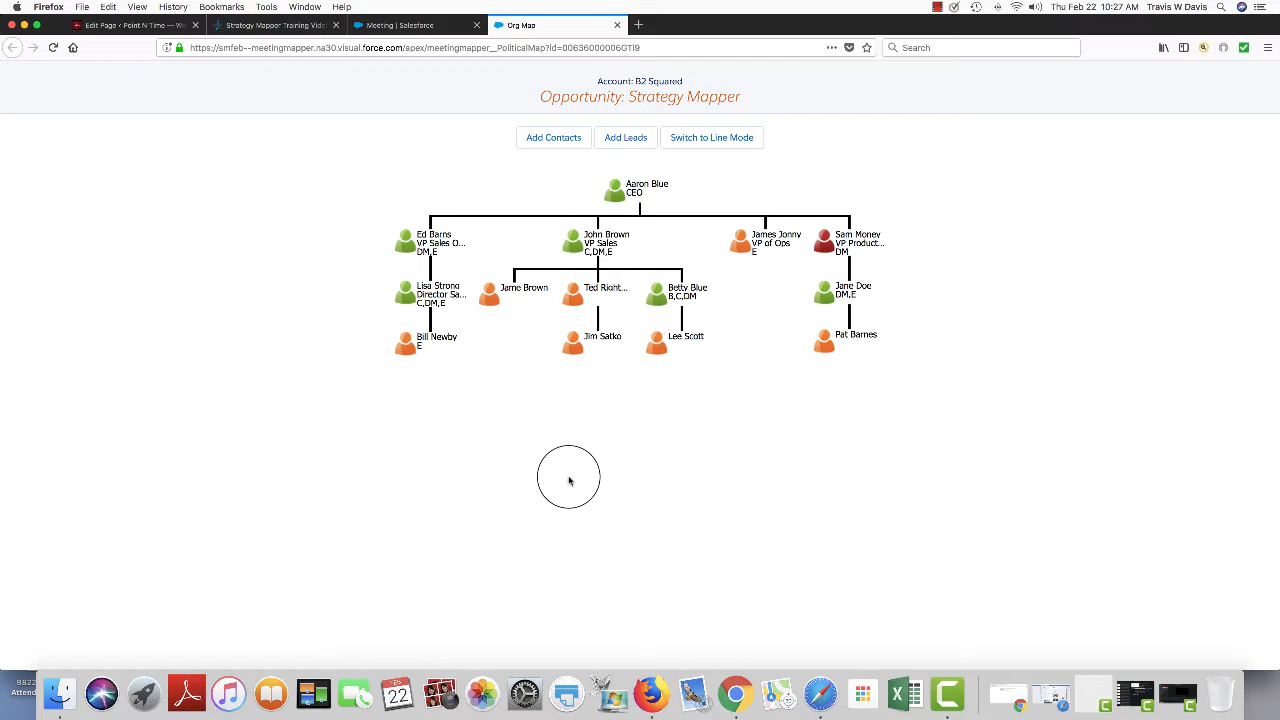 Firefox File Edit View History Bookmarks Tools Window Help Thu Feb 22 10:27 AM Travis W Davis
Edit Page ‹ Point N Time — Wo
Strategy Mapper Training Video
Meeting | Salesforce
Org Map
https://smfeb--meetingmapper.na30.visual.force.com/apex/meetingmapper__PoliticalMap?id=00636000006GTI9
Search
Account: B2 Squared
Opportunity: Strategy Mapper
Add Contacts
Add Leads
Switch to Line Mode
Aaron Blue
CEO
Ed Barns
VP Sales O...
DM,E
John Brown
VP Sales
C,DM,E
James Jonny
VP of Ops
E
Sam Money
VP Product...
DM
Lisa Strong
Director Sa...
C,DM,E
Jame Brown
Ted Right...
Betty Blue
B,C,DM
Jane Doe
DM,E
Bill Newby
E
Jim Satko
Lee Scott
Pat Barnes
9822
Attend
22